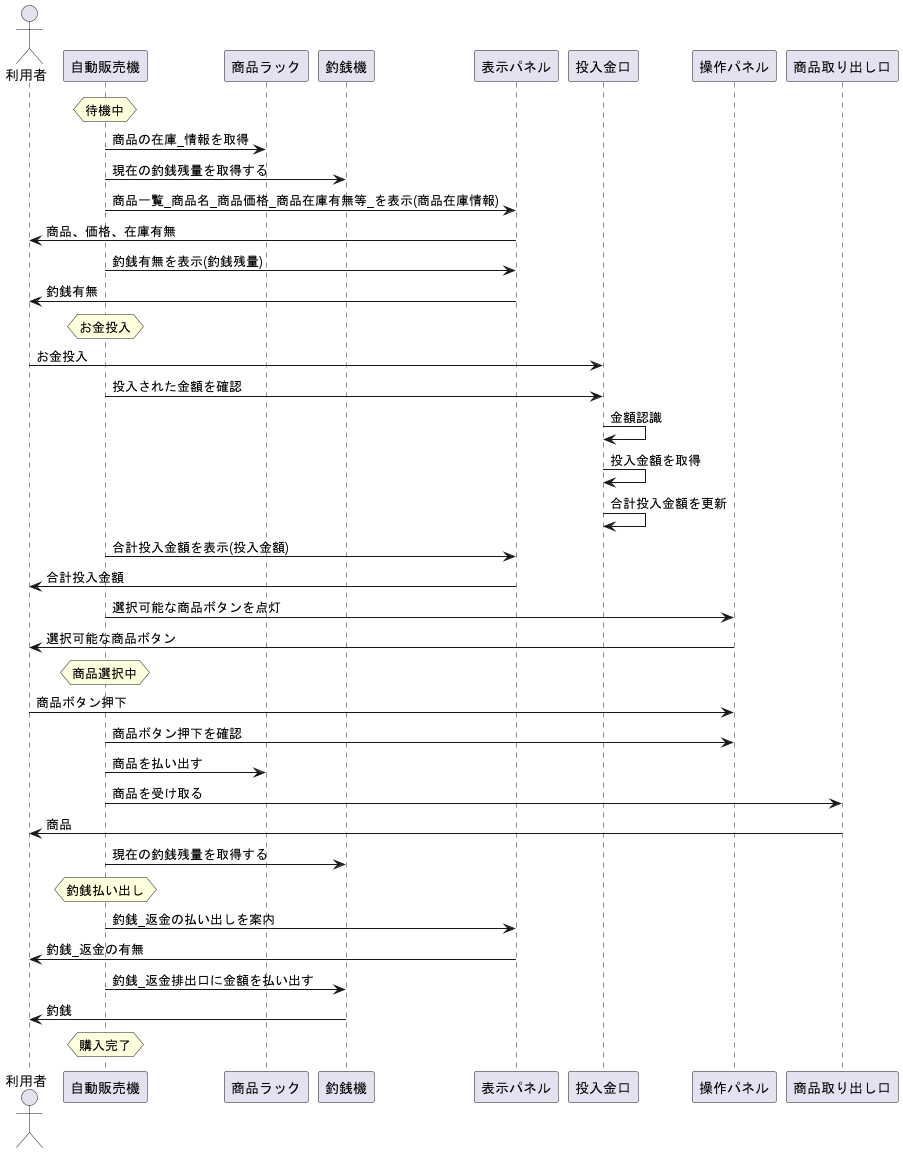 利用者
自動販売機
商品ラック
釣銭機
表示パネル
投入金口
操作パネル
商品取り出し口
待機中
商品の在庫_情報を取得
現在の釣銭残量を取得する
商品一覧_商品名_商品価格_商品在庫有無等_を表示(商品在庫情報)
商品、価格、在庫有無
釣銭有無を表示(釣銭残量)
釣銭有無
お金投入
お金投入
投入された金額を確認
金額認識
投入金額を取得
合計投入金額を更新
合計投入金額を表示(投入金額)
合計投入金額
選択可能な商品ボタンを点灯
選択可能な商品ボタン
商品選択中
商品ボタン押下
商品ボタン押下を確認
商品を払い出す
商品を受け取る
商品
現在の釣銭残量を取得する
釣銭払い出し
釣銭_返金の払い出しを案内
釣銭_返金の有無
釣銭_返金排出口に金額を払い出す
釣銭
購入完了
利用者
自動販売機
商品ラック
釣銭機
表示パネル
投入金口
操作パネル
商品取り出し口